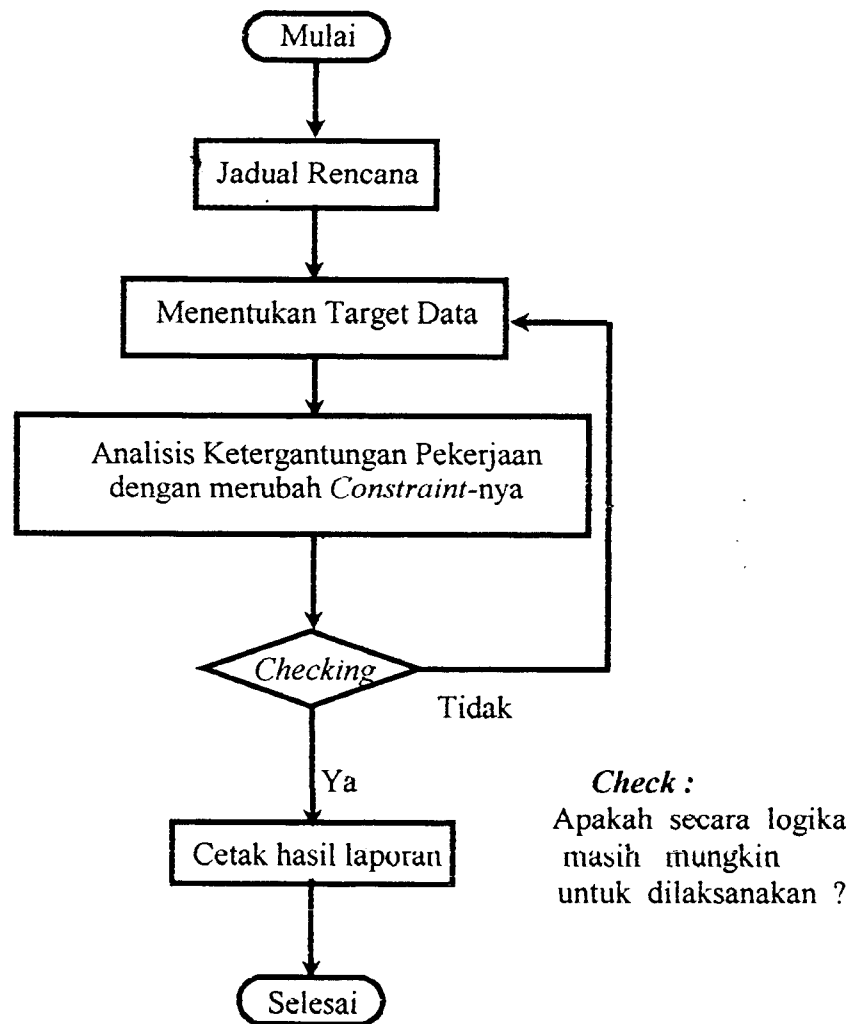 Mulai
Jadual Rencana
Menentukan Target Data
Analisis Ketergantungan Pekerjaan
dengan merubah Constraint-nya
Checking
Tidak
Ya
Cetak hasil laporan
Selesai
Check :
Apakah secara logika
masih mungkin
untuk dilaksanakan ?